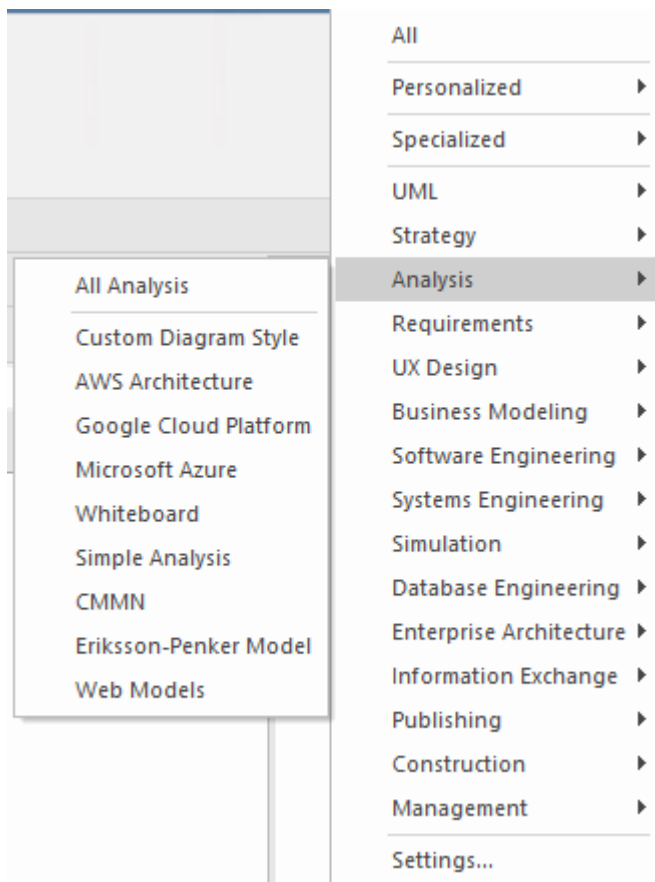 All
Personalized
Specialized
UML
Strategy
Analysis
Requirements
UX Design
Business Modeling
Software Engineering
Systems Engineering
Simulation
Database Engineering
Enterprise Architecture
Information Exchange
Publishing
Construction
Management
Settings...
All Analysis
Custom Diagram Style
AWS Architecture
Google Cloud Platform
Microsoft Azure
Whiteboard
Simple Analysis
CMMN
Eriksson-Penker Model
Web Models